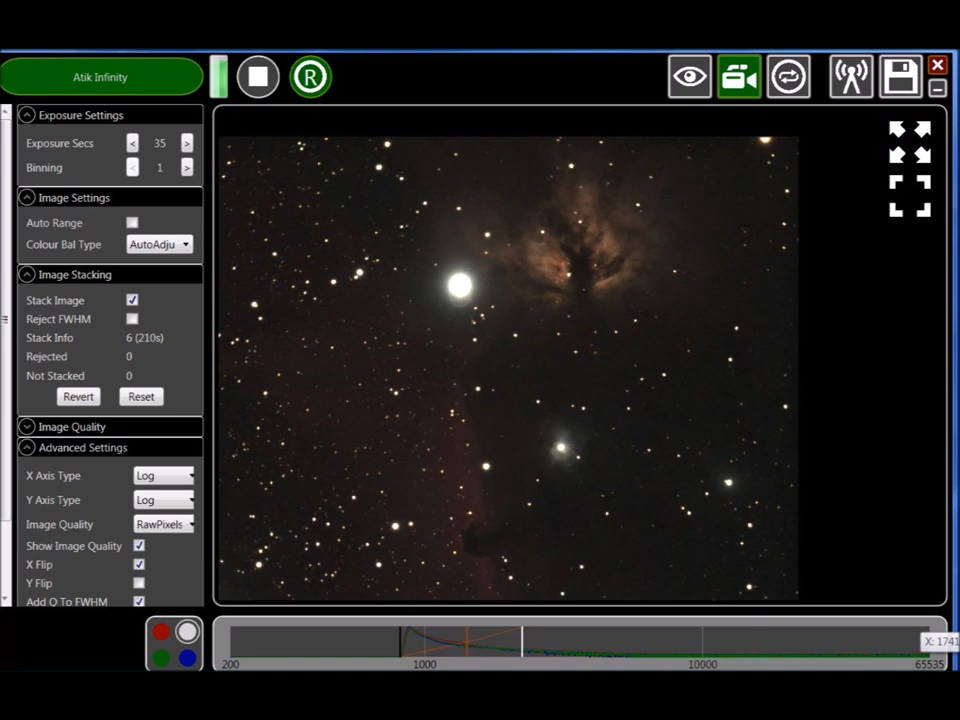 Atik Infinity
R
Exposure Settings
Exposure Secs < 35 >
Binning < 1 >
Image Settings
Auto Range
Colour Bal Type AutoAdju
Image Stacking
Stack Image
Reject FWHM
Stack Info 6 (210s)
Rejected 0
Not Stacked 0
Revert Reset
Image Quality
Advanced Settings
X Axis Type Log
Y Axis Type Log
Image Quality RawPixels
Show Image Quality
X Flip
Y Flip
Add Q To FWHM
X: 1741
200 1000 10000 65535